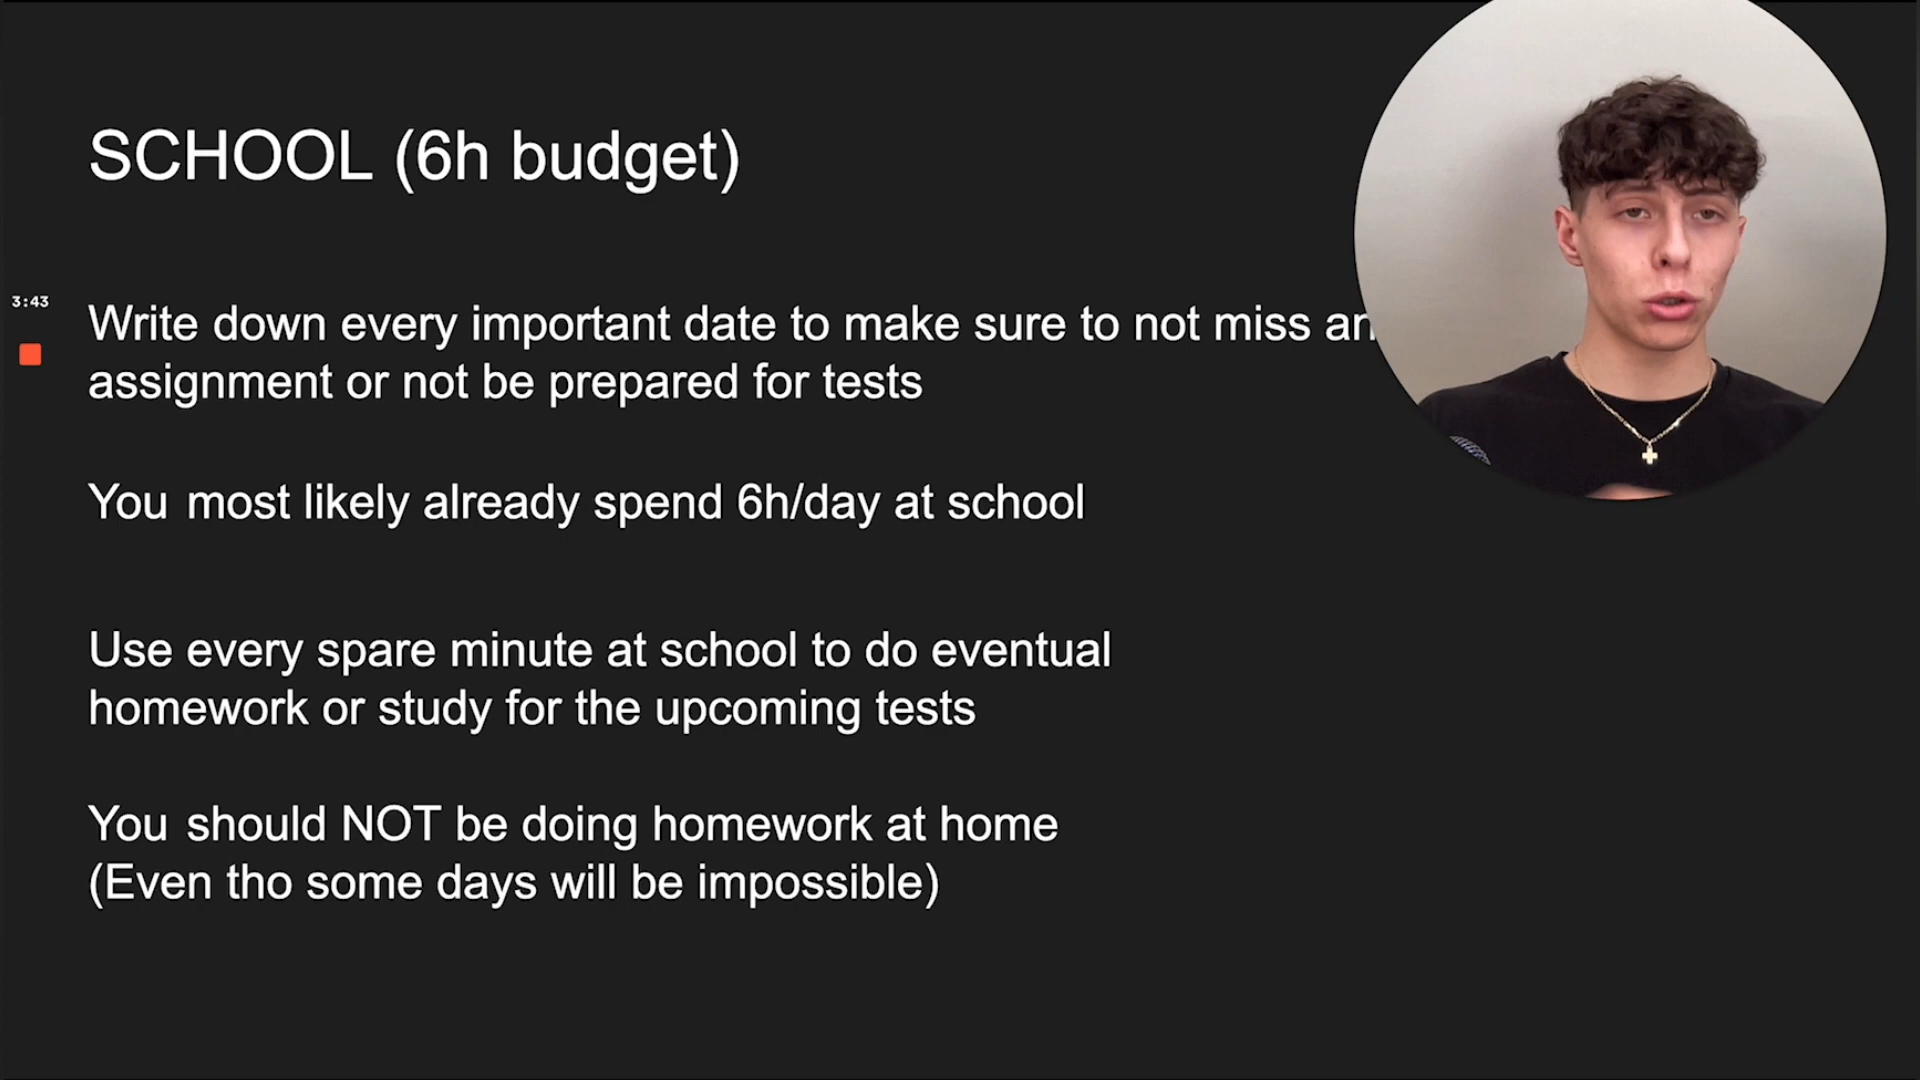 SCHOOL (6h budget)
3:43
Write down every important date to make sure to not miss an
assignment or not be prepared for tests
You most likely already spend 6h/day at school
Use every spare minute at school to do eventual
homework or study for the upcoming tests
You should NOT be doing homework at home
(Even tho some days will be impossible)